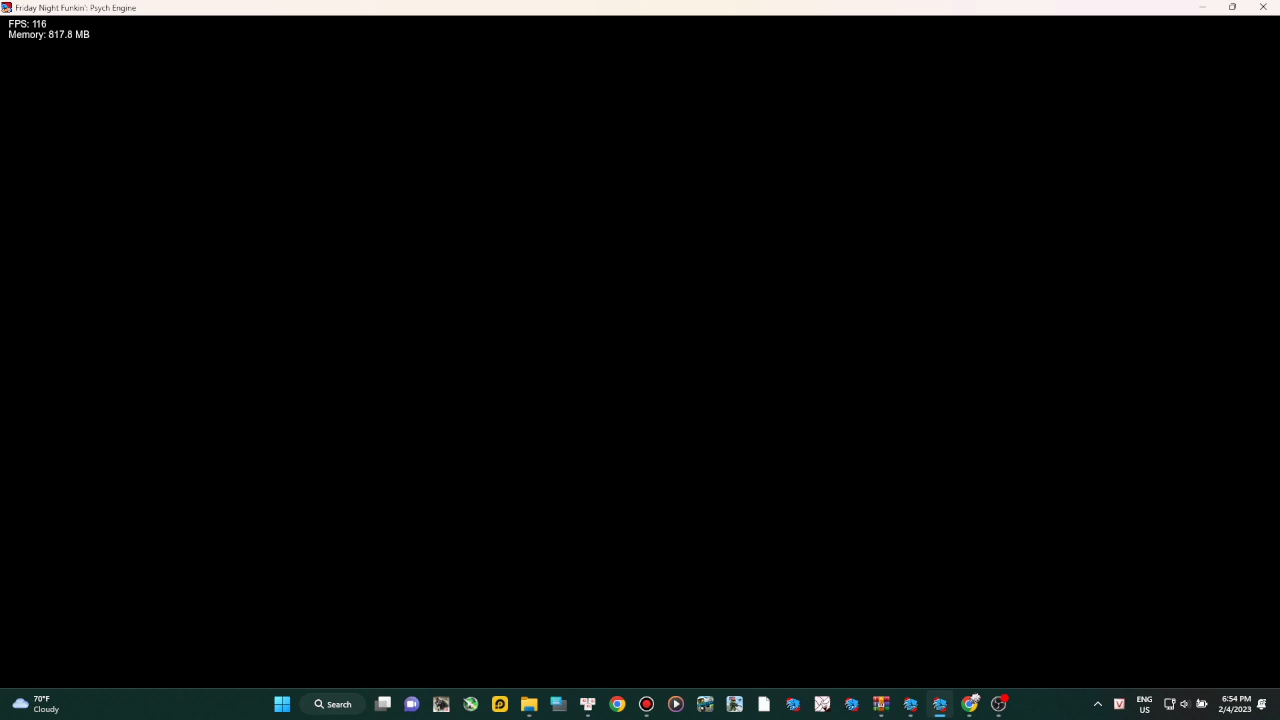 Friday Night Funkin': Psych Engine
FPS: 116
Memory: 817.8 MB
70°F
Cloudy
Search
V
ENG
US
6:54 PM
2/4/2023